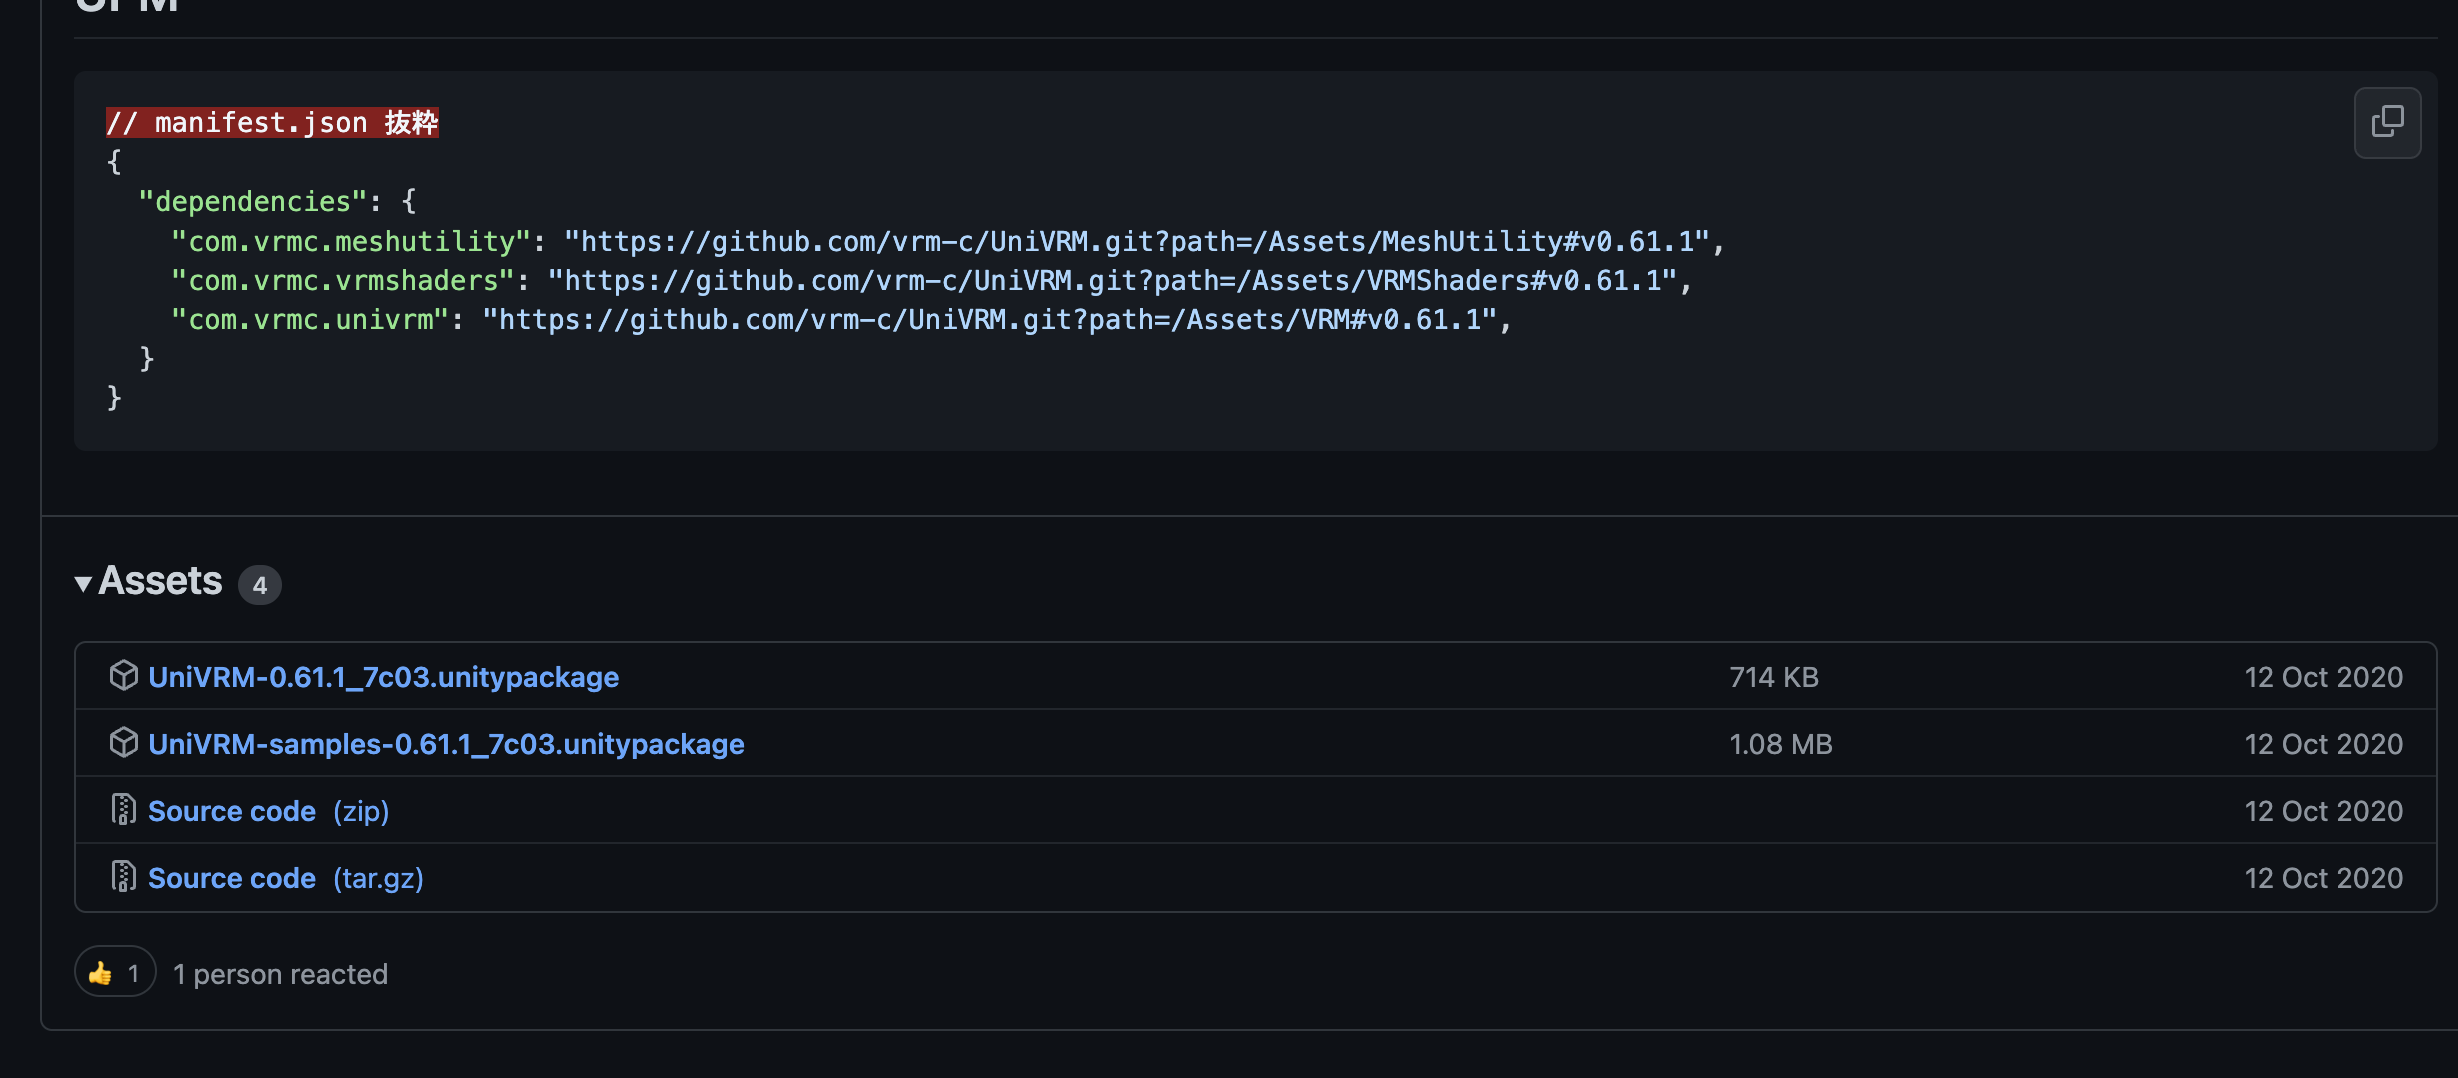 UPM
// manifest.json 抜粋
{
"dependencies": {
"com.vrmc.meshutility": "https://github.com/vrm-c/UniVRM.git?path=/Assets/MeshUtility#v0.61.1",
"com.vrmc.vrmshaders": "https://github.com/vrm-c/UniVRM.git?path=/Assets/VRMShaders#v0.61.1",
"com.vrmc.univrm": "https://github.com/vrm-c/UniVRM.git?path=/Assets/VRM#v0.61.1",
}
}
Assets 4
UniVRM-0.61.1_7c03.unitypackage 714 KB 12 Oct 2020
UniVRM-samples-0.61.1_7c03.unitypackage 1.08 MB 12 Oct 2020
Source code (zip) 12 Oct 2020
Source code (tar.gz) 12 Oct 2020
👍 1 1 person reacted